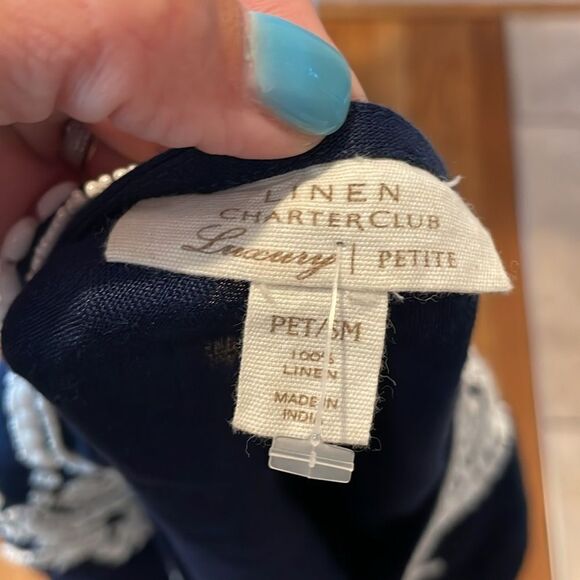 LINEN
CHARTER CLUB
Luxury | PETITE
PET/SM
100%
LINEN
MADE IN
INDIA